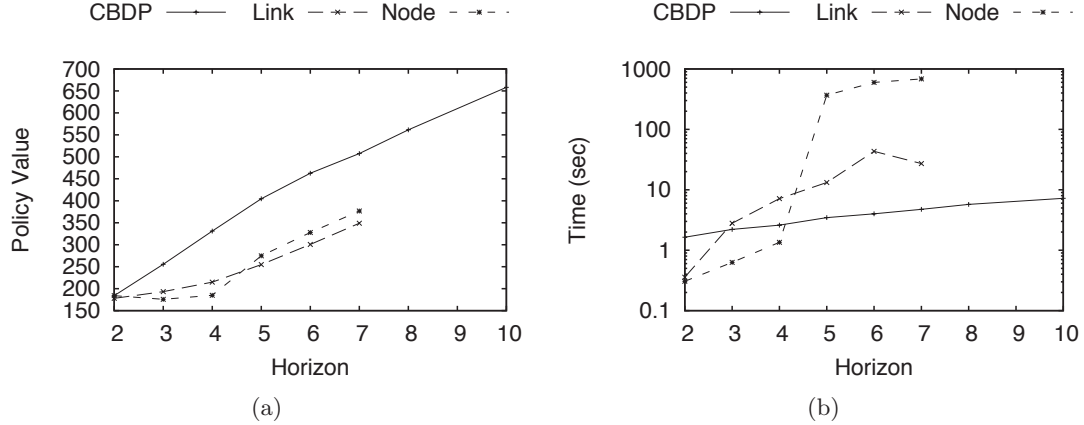 CBDP Link Node
700
650
600
550
500
450
400
350
300
250
200
150
2 3 4 5 6 7 8 9 10
Policy Value
Horizon
(a)
CBDP Link Node
1000
100
10
1
0.1
2 3 4 5 6 7 8 9 10
Time (sec)
Horizon
(b)